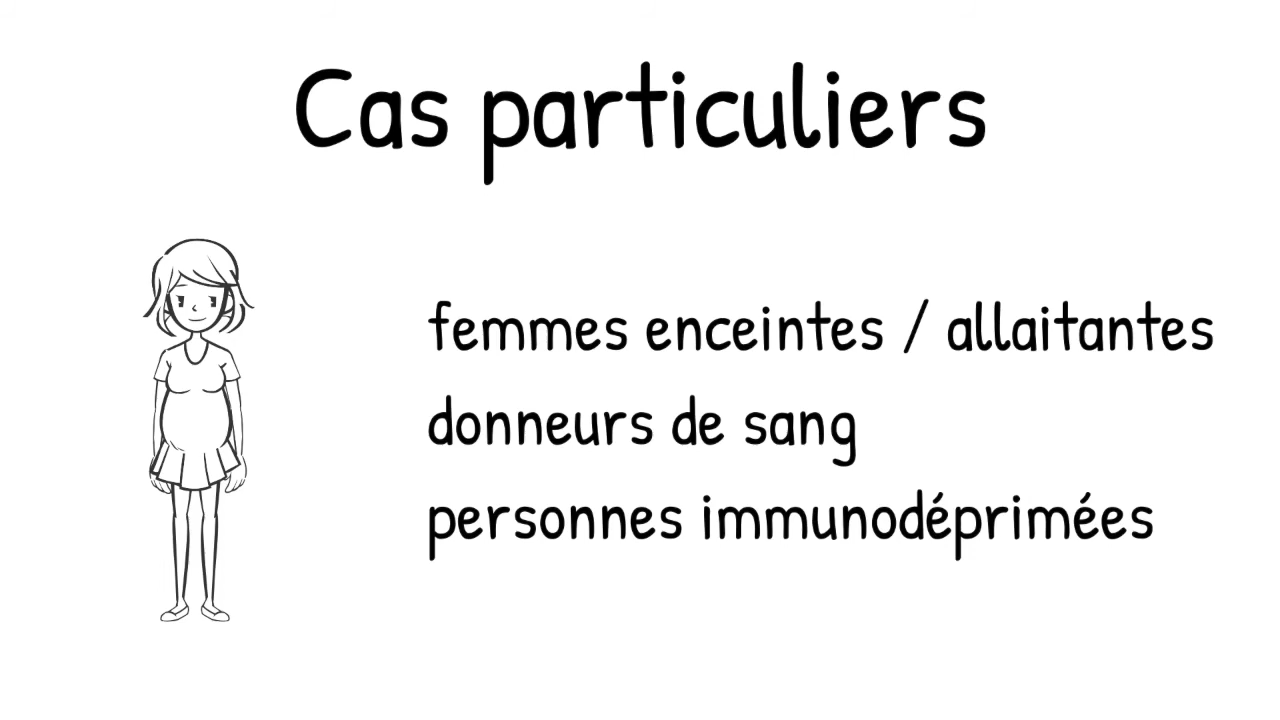 Cas particuliers
femmes enceintes / allaitantes
donneurs de sang
personnes immunodéprimées